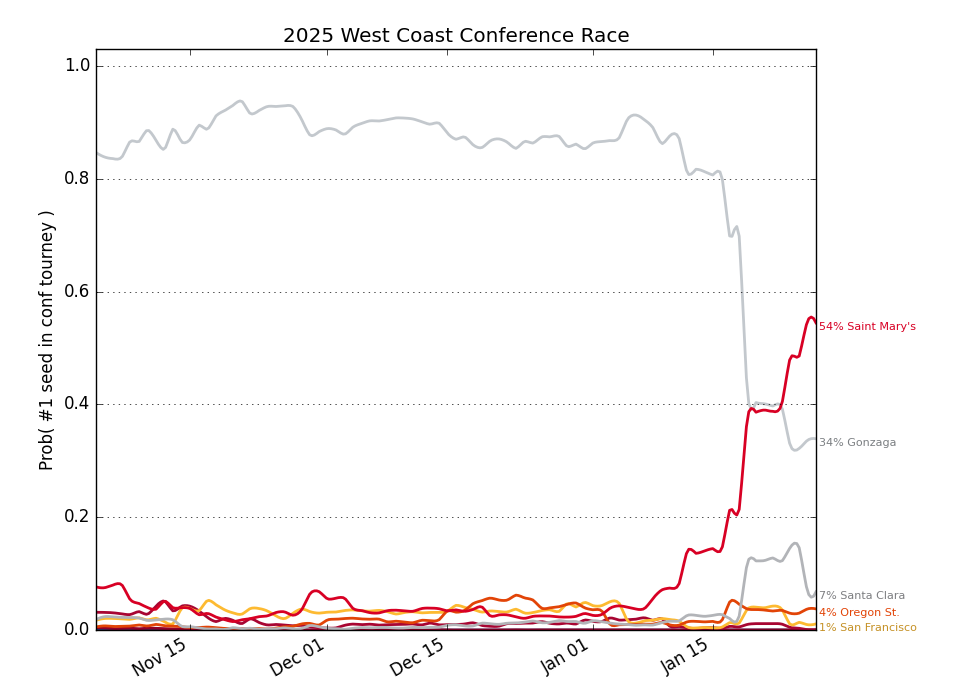 2025 West Coast Conference Race
Prob( #1 seed in conf tourney )
1.0
0.8
0.6
0.4
0.2
0.0
54% Saint Mary's
34% Gonzaga
7% Santa Clara
4% Oregon St.
1% San Francisco
Nov 15
Dec 01
Dec 15
Jan 01
Jan 15